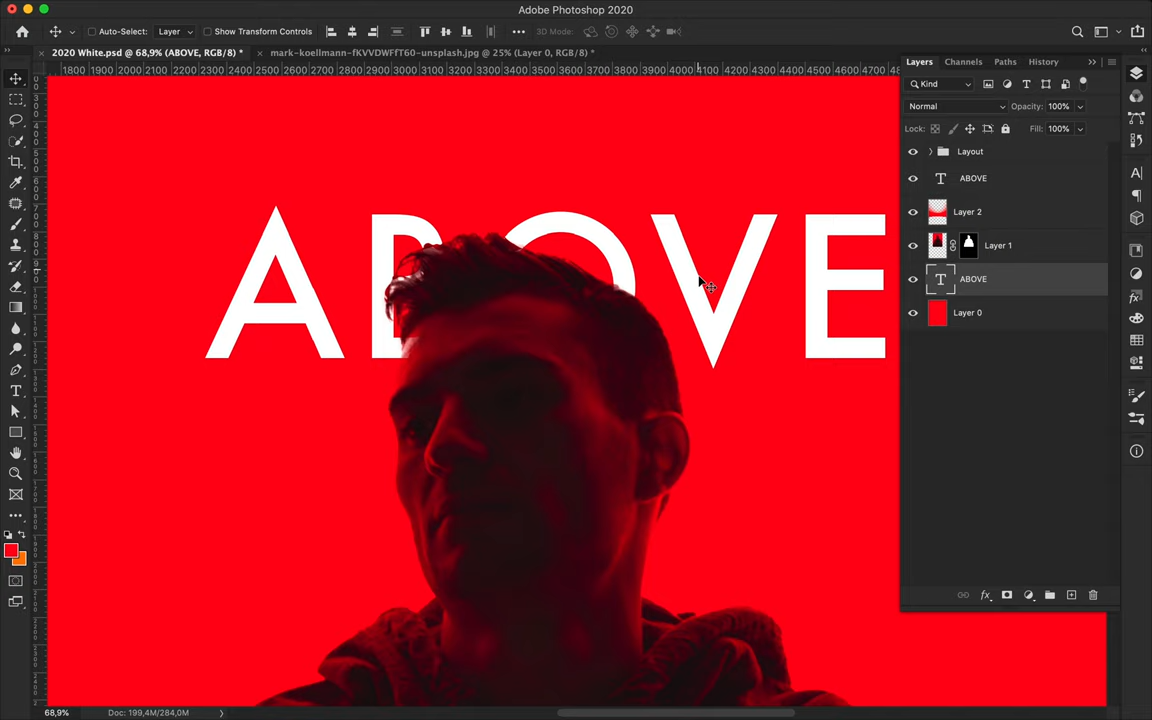 Adobe Photoshop 2020
Auto-Select: Layer Show Transform Controls 3D Mode:
2020 White.psd @ 68,9% (ABOVE, RGB/8) * mark-koellmann-fKVVDWFfT60-unsplash.jpg @ 25% (Layer 0, RGB/8) *
1800 1900 2000 2100 2200 2300 2400 2500 2600 2700 2800 2900 3000 3100 3200 3300 3400 3500 3600 3700 3800 3900 4000 4100 4200 4300 4400 4500 4600 4700
Layers Channels Paths History
Kind
Normal Opacity: 100%
Lock: Fill: 100%
Layout
ABOVE
Layer 2
Layer 1
ABOVE
Layer 0
ABOVE
68,9% Doc: 199,4M/284,0M